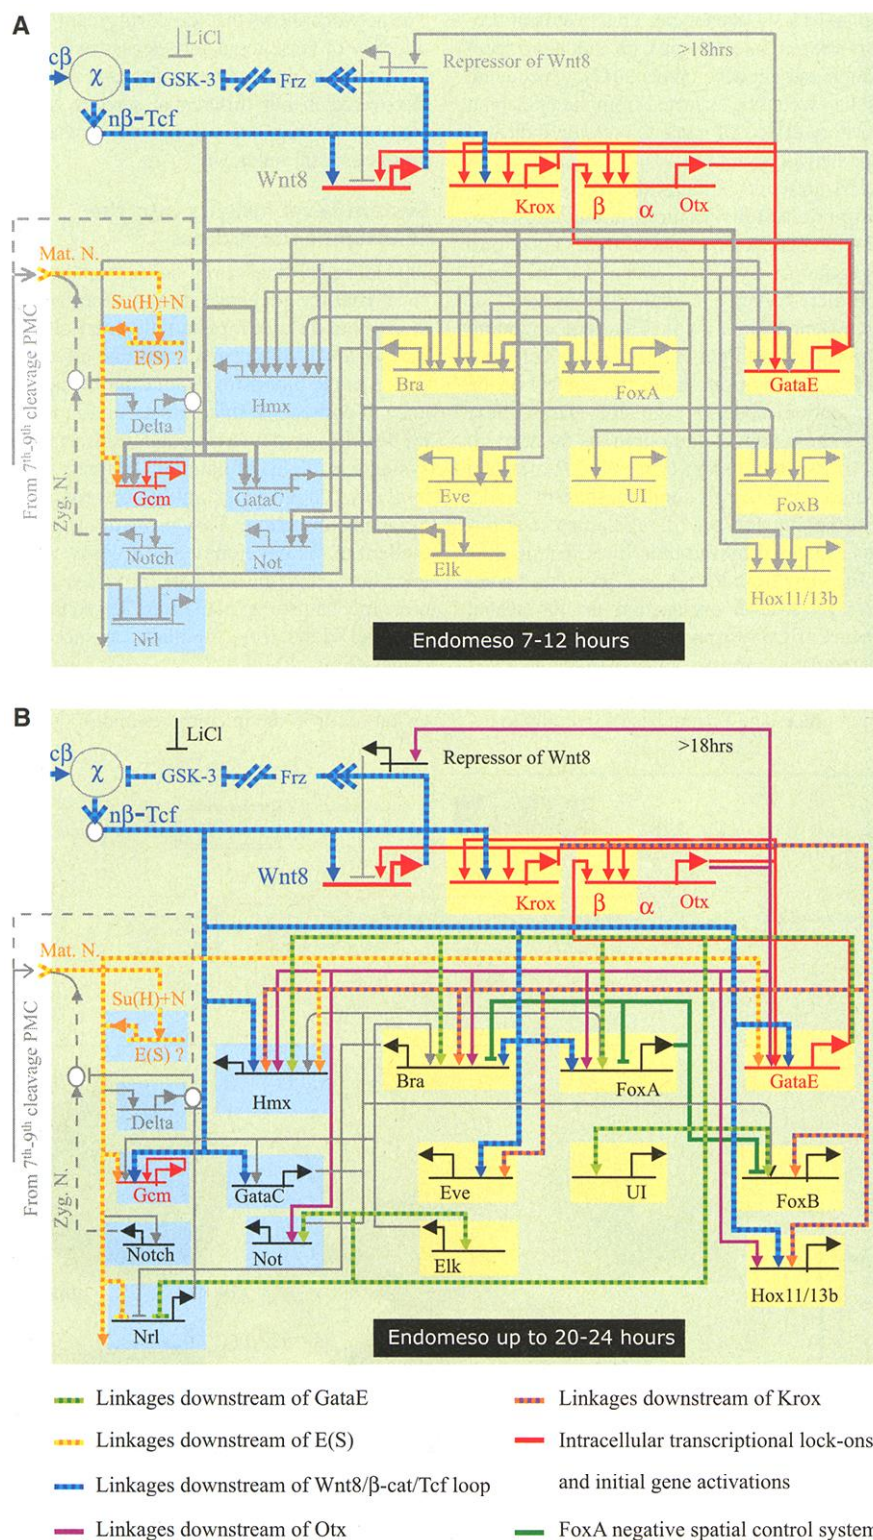 A
LiCl
cβ
χ
GSK-3
Frz
Repressor of Wnt8
>18hrs
nβ-Tcf
Wnt8
Krox
β
α
Otx
Mat. N.
Su(H)+N
E(S) ?
Hmx
Bra
FoxA
GataE
Delta
From 7th-9th cleavage PMC
Zyg. N.
Gcm
GataC
Eve
UI
FoxB
Notch
Not
Elk
Nrl
Hox11/13b
Endomeso 7-12 hours
B
LiCl
cβ
χ
GSK-3
Frz
Repressor of Wnt8
>18hrs
nβ-Tcf
Wnt8
Krox
β
α
Otx
Mat. N.
Su(H)+N
E(S) ?
Hmx
Bra
FoxA
GataE
Delta
From 7th-9th cleavage PMC
Zyg. N.
Gcm
GataC
Eve
UI
FoxB
Notch
Not
Elk
Nrl
Hox11/13b
Endomeso up to 20-24 hours
Linkages downstream of GataE
Linkages downstream of E(S)
Linkages downstream of Wnt8/β-cat/Tcf loop
Linkages downstream of Otx
Linkages downstream of Krox
Intracellular transcriptional lock-ons
and initial gene activations
FoxA negative spatial control system